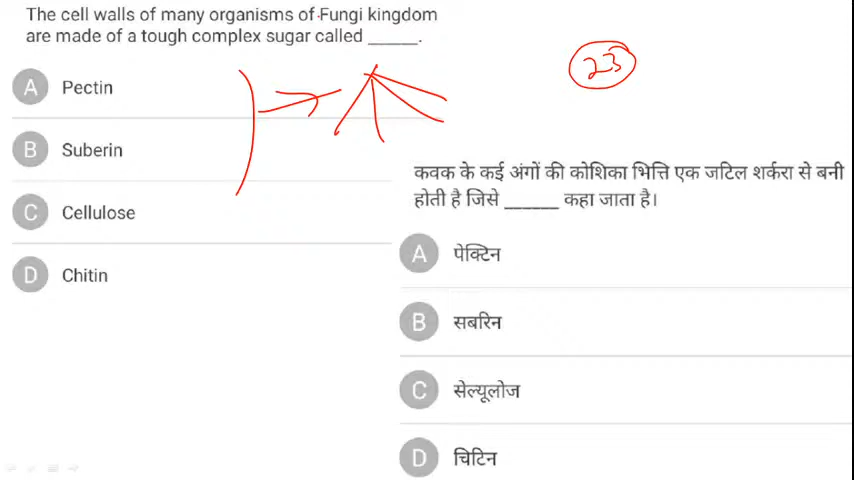 The cell walls of many organisms of Fungi kingdom
are made of a tough complex sugar called ______.
A Pectin
B Suberin
C Cellulose
D Chitin
23
कवक के कई अंगों की कोशिका भित्ति एक जटिल शर्करा से बनी
होती है जिसे ______ कहा जाता है।
A पेक्टिन
B सबरिन
C सेल्यूलोज
D चिटिन